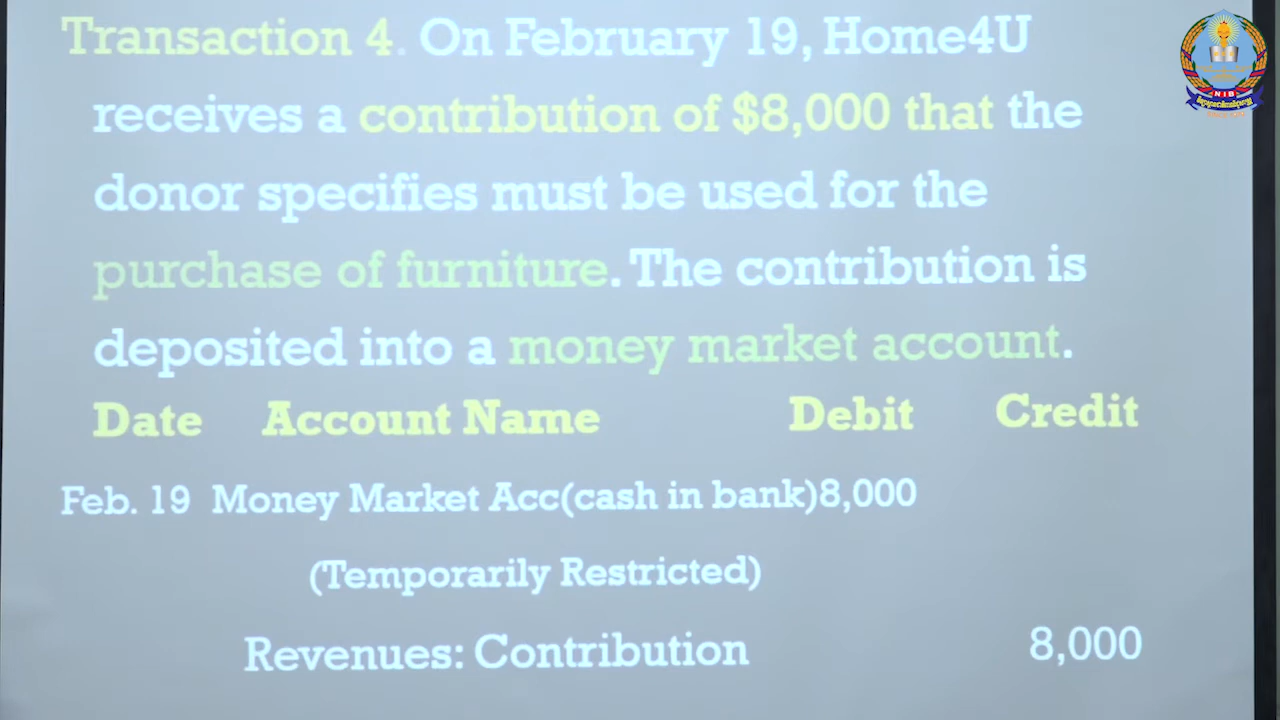 Transaction 4. On February 19, Home4U
receives a contribution of $8,000 that the
donor specifies must be used for the
purchase of furniture. The contribution is
deposited into a money market account.
Date Account Name Debit Credit
Feb. 19 Money Market Acc(cash in bank)8,000
(Temporarily Restricted)
Revenues: Contribution 8,000
NIB